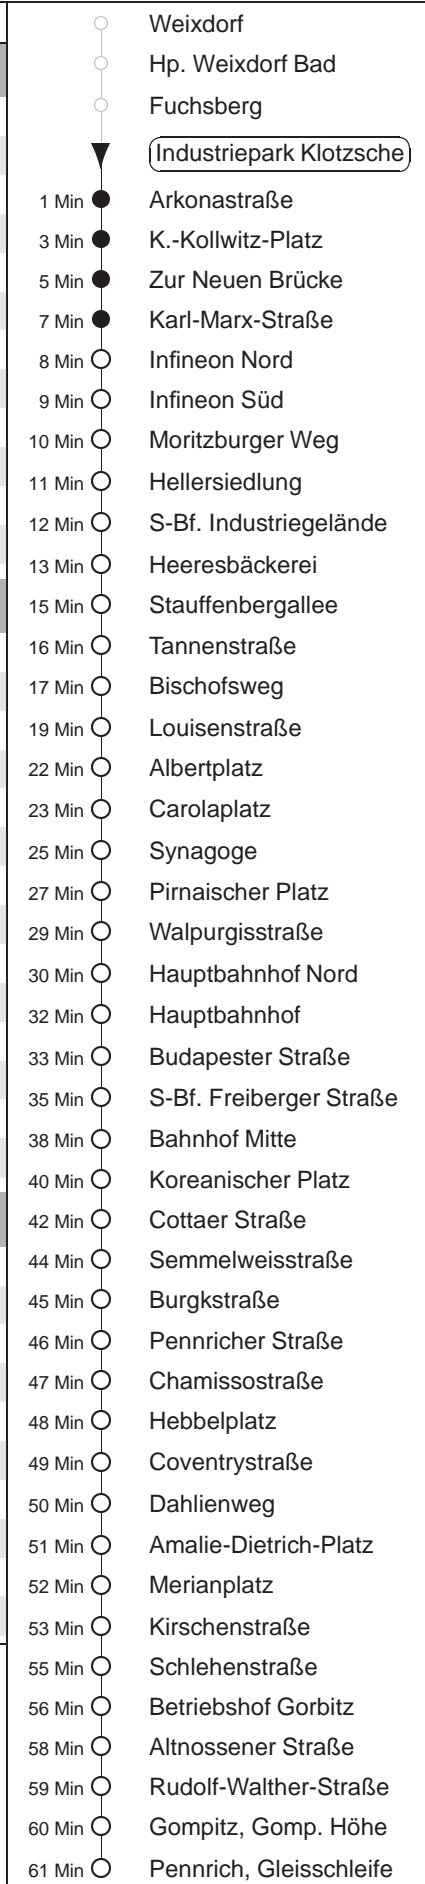 Weixdorf
Hp. Weixdorf Bad
Fuchsberg
Industriepark Klotzsche
1 Min Arkonastraße
3 Min K.-Kollwitz-Platz
5 Min Zur Neuen Brücke
7 Min Karl-Marx-Straße
8 Min Infineon Nord
9 Min Infineon Süd
10 Min Moritzburger Weg
11 Min Hellersiedlung
12 Min S-Bf. Industriegelände
13 Min Heeresbäckerei
15 Min Stauffenbergallee
16 Min Tannenstraße
17 Min Bischofsweg
19 Min Louisenstraße
22 Min Albertplatz
23 Min Carolaplatz
25 Min Synagoge
27 Min Pirnaischer Platz
29 Min Walpurgisstraße
30 Min Hauptbahnhof Nord
32 Min Hauptbahnhof
33 Min Budapester Straße
35 Min S-Bf. Freiberger Straße
38 Min Bahnhof Mitte
40 Min Koreanischer Platz
42 Min Cottaer Straße
44 Min Semmelweisstraße
45 Min Burgkstraße
46 Min Pennricher Straße
47 Min Chamissostraße
48 Min Hebbelplatz
49 Min Coventrystraße
50 Min Dahlienweg
51 Min Amalie-Dietrich-Platz
52 Min Merianplatz
53 Min Kirschenstraße
55 Min Schlehenstraße
56 Min Betriebshof Gorbitz
58 Min Altnossener Straße
59 Min Rudolf-Walther-Straße
60 Min Gompitz, Gomp. Höhe
61 Min Pennrich, Gleisschleife